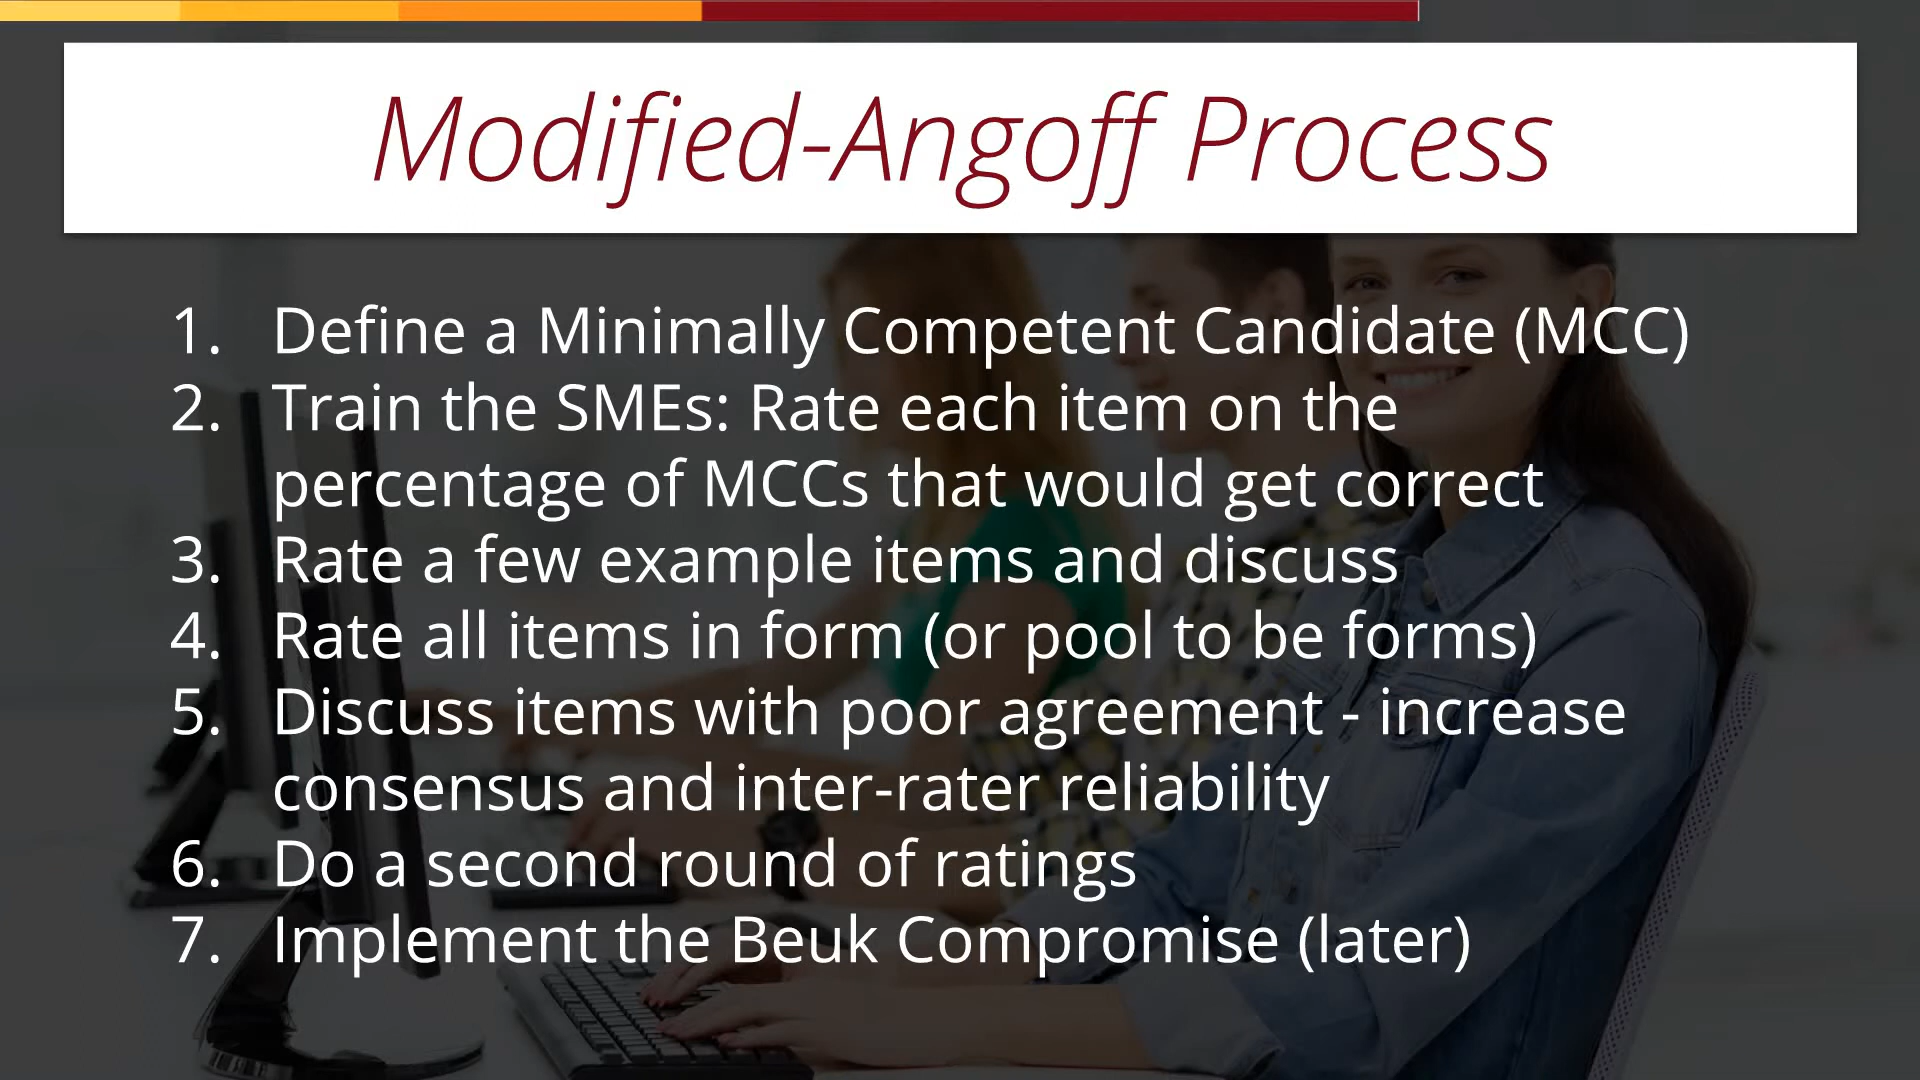 Modified-Angoff Process
1. Define a Minimally Competent Candidate (MCC)
2. Train the SMEs: Rate each item on the
percentage of MCCs that would get correct
3. Rate a few example items and discuss
4. Rate all items in form (or pool to be forms)
5. Discuss items with poor agreement - increase
consensus and inter-rater reliability
6. Do a second round of ratings
7. Implement the Beuk Compromise (later)